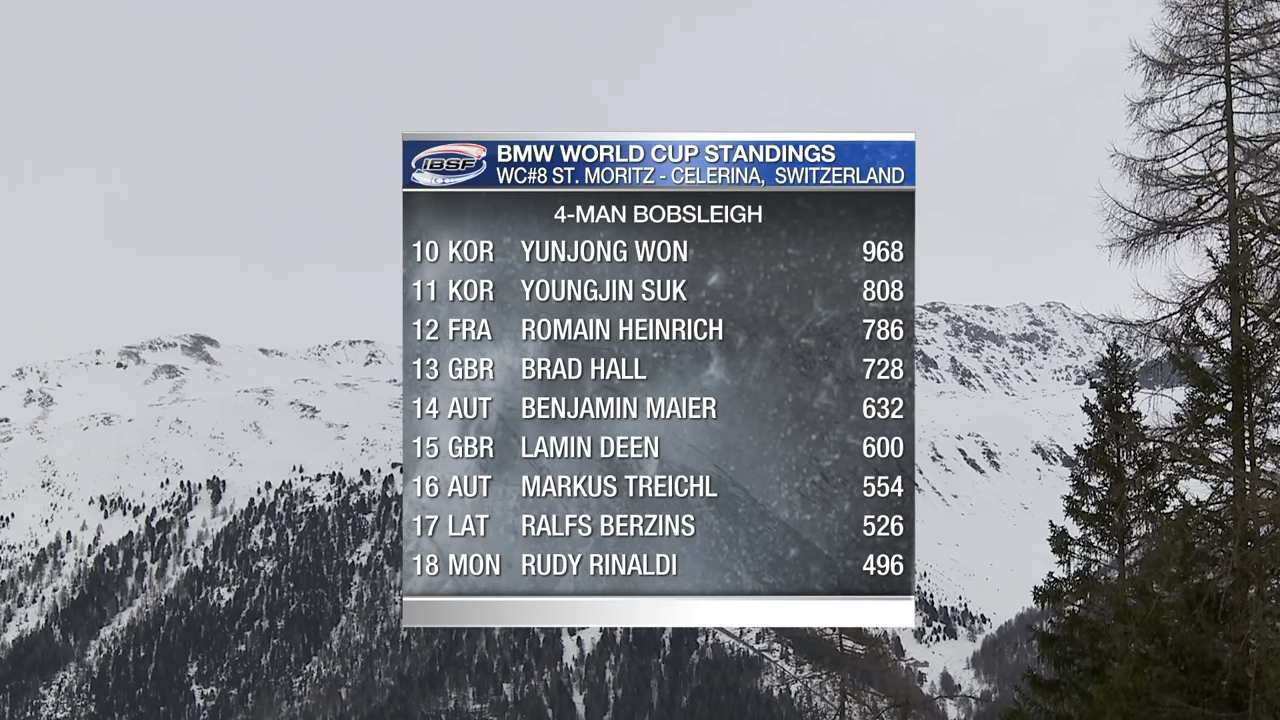 IBSF
BMW WORLD CUP STANDINGS
WC#8 ST. MORITZ - CELERINA, SWITZERLAND
4-MAN BOBSLEIGH
10 KOR YUNJONG WON 968
11 KOR YOUNGJIN SUK 808
12 FRA ROMAIN HEINRICH 786
13 GBR BRAD HALL 728
14 AUT BENJAMIN MAIER 632
15 GBR LAMIN DEEN 600
16 AUT MARKUS TREICHL 554
17 LAT RALFS BERZINS 526
18 MON RUDY RINALDI 496